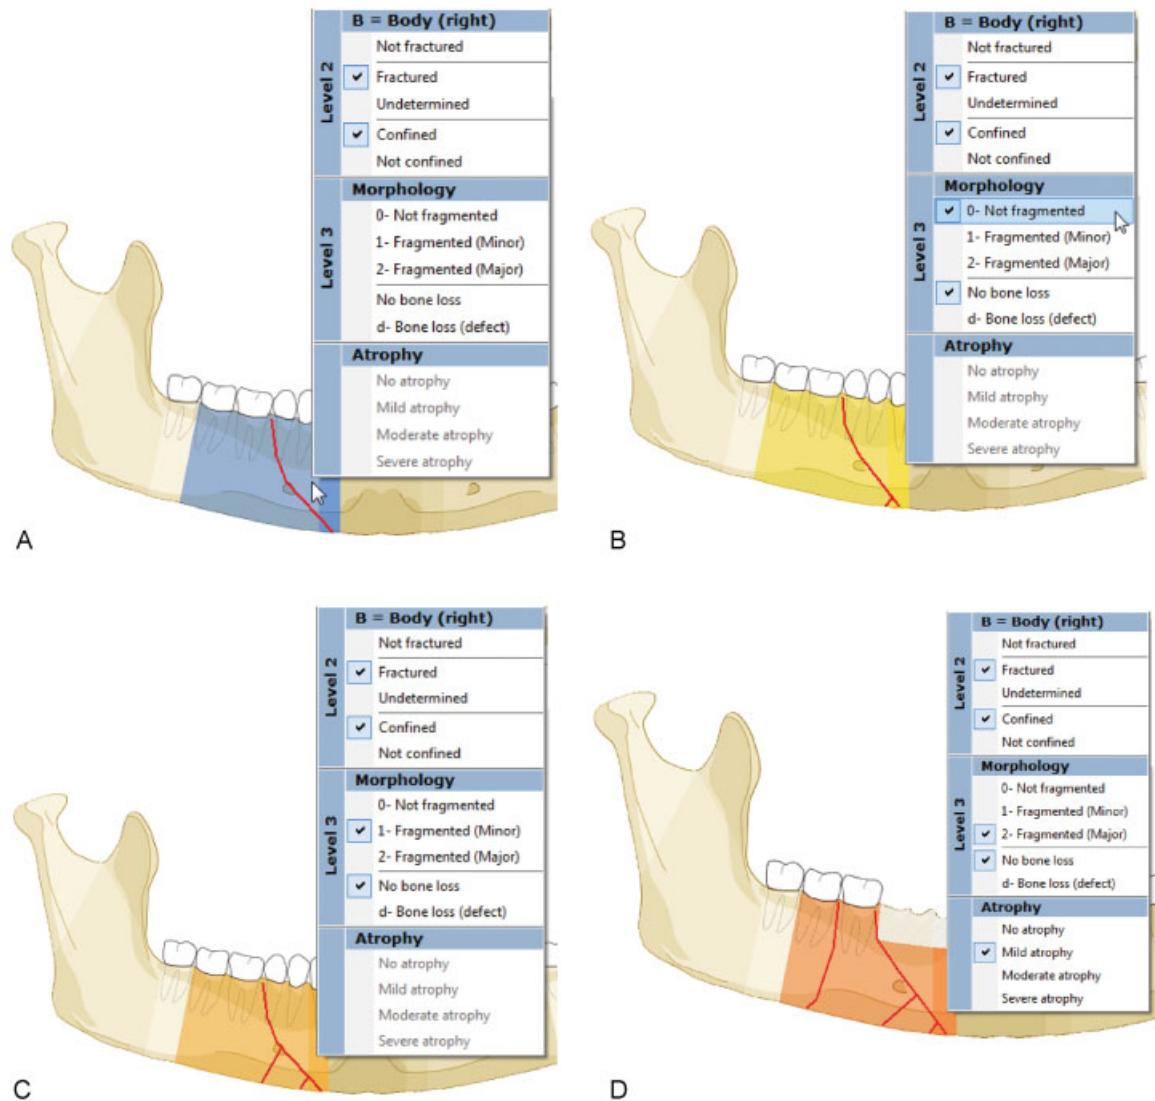 B = Body (right)
Level 2
Not fractured
Fractured
Undetermined
Confined
Not confined
Level 3
Morphology
0- Not fragmented
1- Fragmented (Minor)
2- Fragmented (Major)
No bone loss
d- Bone loss (defect)
Atrophy
No atrophy
Mild atrophy
Moderate atrophy
Severe atrophy
A
B = Body (right)
Level 2
Not fractured
Fractured
Undetermined
Confined
Not confined
Level 3
Morphology
0- Not fragmented
1- Fragmented (Minor)
2- Fragmented (Major)
No bone loss
d- Bone loss (defect)
Atrophy
No atrophy
Mild atrophy
Moderate atrophy
Severe atrophy
B
B = Body (right)
Level 2
Not fractured
Fractured
Undetermined
Confined
Not confined
Level 3
Morphology
0- Not fragmented
1- Fragmented (Minor)
2- Fragmented (Major)
No bone loss
d- Bone loss (defect)
Atrophy
No atrophy
Mild atrophy
Moderate atrophy
Severe atrophy
C
B = Body (right)
Level 2
Not fractured
Fractured
Undetermined
Confined
Not confined
Level 3
Morphology
0- Not fragmented
1- Fragmented (Minor)
2- Fragmented (Major)
No bone loss
d- Bone loss (defect)
Atrophy
No atrophy
Mild atrophy
Moderate atrophy
Severe atrophy
D